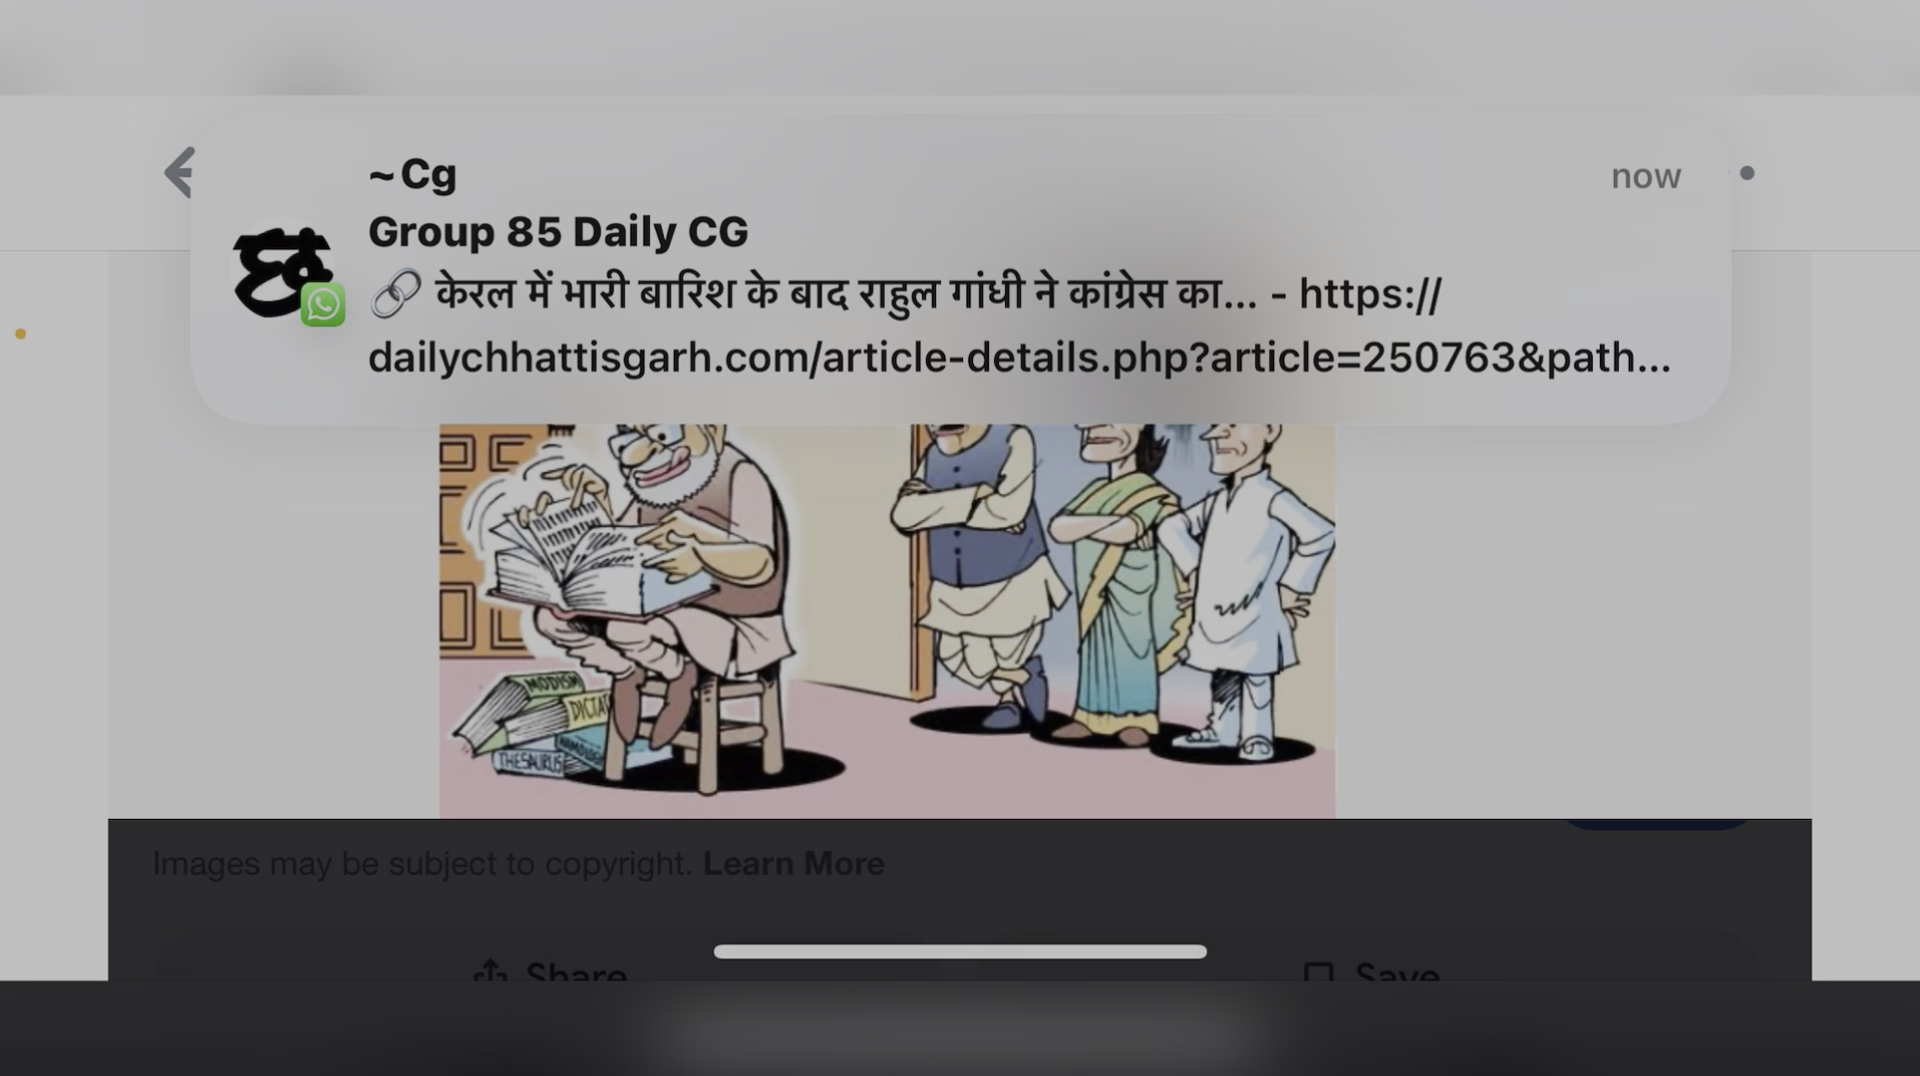 ~Cg
now
Group 85 Daily CG
🔗 केरल में भारी बारिश के बाद राहुल गांधी ने कांग्रेस का... - https://
dailychhattisgarh.com/article-details.php?article=250763&path...
MODISM
DICTAT
THESAURUS
Images may be subject to copyright. Learn More
Share
Save